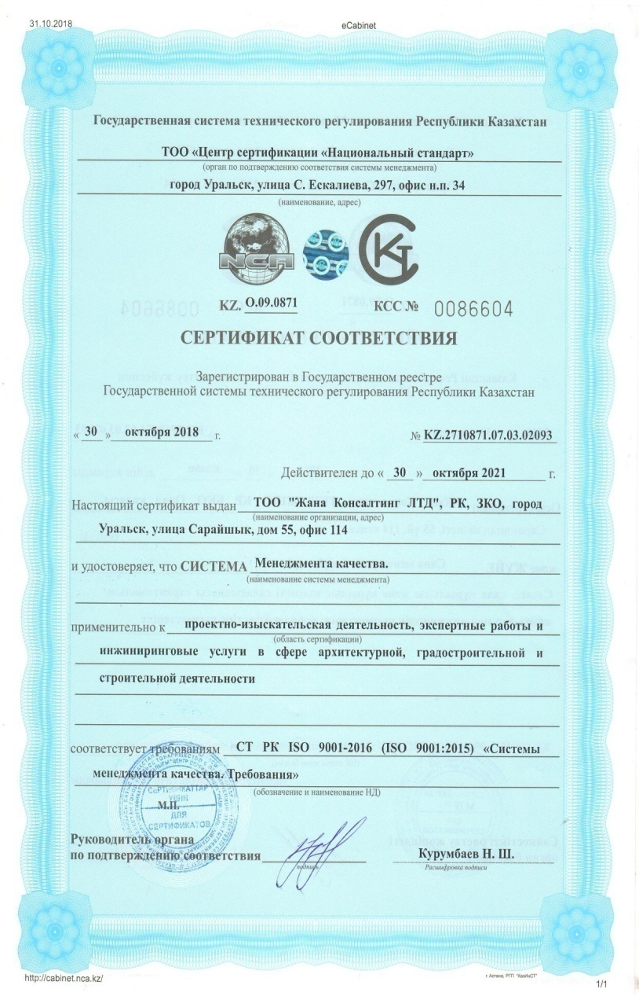 31.10.2018
eCabinet
Государственная система технического регулирования Республики Казахстан
ТОО «Центр сертификации «Национальный стандарт»
(орган по подтверждению соответствия системы менеджмента)
город Уральск, улица С. Ескалиева, 297, офис н.п. 34
(наименование, адрес)
NCA
KZ. О.09.0871
КСС № 0086604
СЕРТИФИКАТ СООТВЕТСТВИЯ
Зарегистрирован в Государственном реестре
Государственной системы технического регулирования Республики Казахстан
« 30 » октября 2018 г.
№ KZ.2710871.07.03.02093
Действителен до « 30 » октября 2021 г.
Настоящий сертификат выдан ТОО "Жана Консалтинг ЛТД", РК, ЗКО, город
(наименование организации, адрес)
Уральск, улица Сарайшык, дом 55, офис 114
и удостоверяет, что СИСТЕМА Менеджмента качества.
(наименование системы менеджмента)
применительно к проектно-изыскательская деятельность, экспертные работы и
(область сертификации)
инжиниринговые услуги в сфере архитектурной, градостроительной и
строительной деятельности
соответствует требованиям СТ РК ISO 9001-2016 (ISO 9001:2015) «Системы
менеджмента качества. Требования»
(обозначение и наименование НД)
СЕРТИФИКАТТАР
ҮШІН
М.П.
ДЛЯ
СЕРТИФИКАТОВ
Руководитель органа
по подтверждению соответствия
подпись
Курумбаев Н. Ш.
Расшифровка подписи
http://cabinet.nca.kz/
г. Астана, РГП "КазИнСТ"
1/1